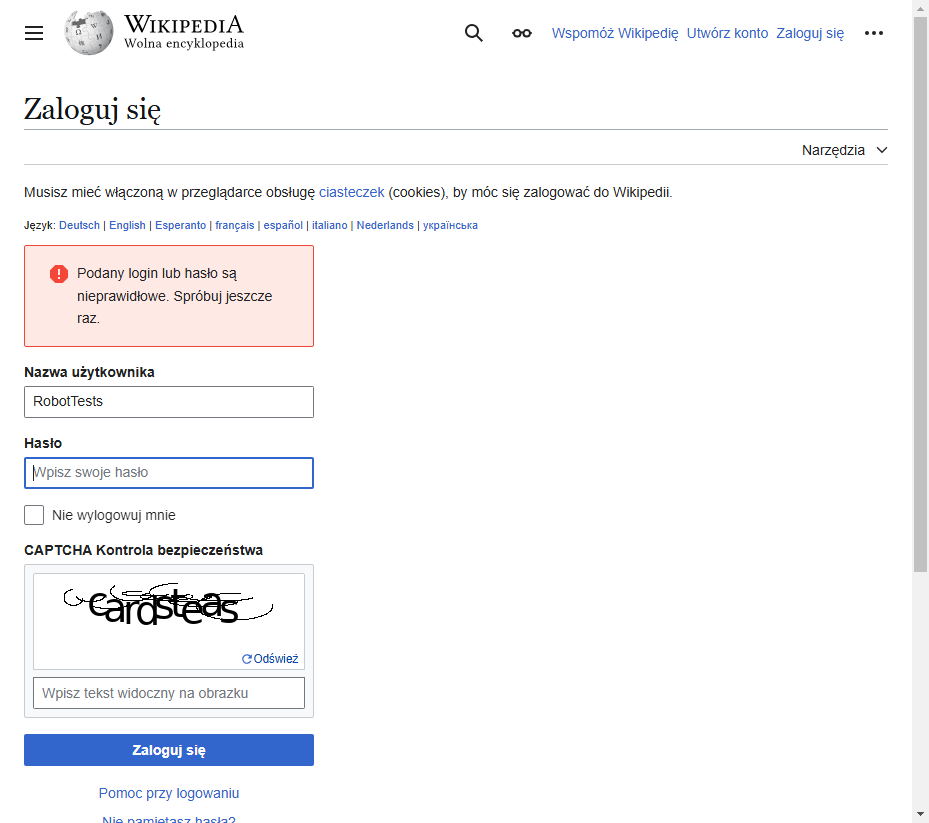 WIKIPEDIA
Wolna encyklopedia
Wspomóż Wikipedię Utwórz konto Zaloguj się
Zaloguj się
Narzędzia
Musisz mieć włączoną w przeglądarce obsługę ciasteczek (cookies), by móc się zalogować do Wikipedii.
Język: Deutsch | English | Esperanto | français | español | italiano | Nederlands | українська
Podany login lub hasło są
nieprawidłowe. Spróbuj jeszcze
raz.
Nazwa użytkownika
RobotTests
Hasło
Wpisz swoje hasło
Nie wylogowuj mnie
CAPTCHA Kontrola bezpieczeństwa
cardsteas
Odśwież
Wpisz tekst widoczny na obrazku
Zaloguj się
Pomoc przy logowaniu
Nie pamiętasz hasła?